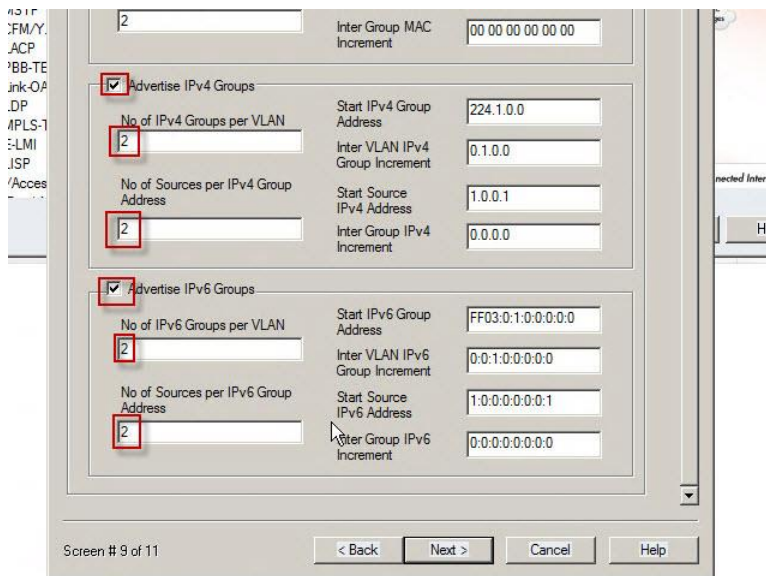 CFM/Y.
LACP
PBB-TE
Link-OA
LDP
MPLS-T
E-LMI
LISP
/Acces
2
Inter Group MAC
Increment
00 00 00 00 00 00
Advertise IPv4 Groups
No of IPv4 Groups per VLAN
2
Start IPv4 Group
Address
224.1.0.0
Inter VLAN IPv4
Group Increment
0.1.0.0
No of Sources per IPv4 Group
Address
2
Start Source
IPv4 Address
1.0.0.1
Inter Group IPv4
Increment
0.0.0.0
Advertise IPv6 Groups
No of IPv6 Groups per VLAN
2
Start IPv6 Group
Address
FF03:0:1:0:0:0:0:0
Inter VLAN IPv6
Group Increment
0:0:1:0:0:0:0:0
No of Sources per IPv6 Group
Address
2
Start Source
IPv6 Address
1:0:0:0:0:0:0:1
Inter Group IPv6
Increment
0:0:0:0:0:0:0:0
nected Inter
H
Screen # 9 of 11
< Back
Next >
Cancel
Help